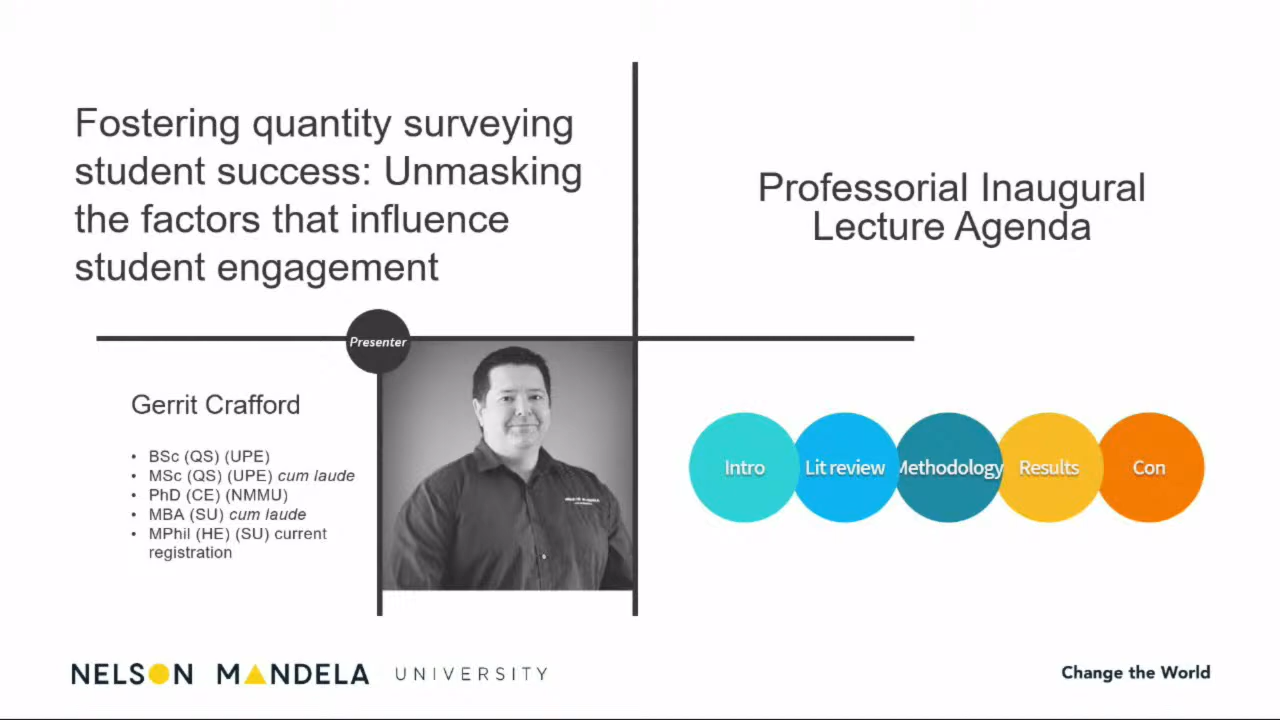 Fostering quantity surveying
student success: Unmasking
the factors that influence
student engagement
Professorial Inaugural
Lecture Agenda
Presenter
Gerrit Crafford
• BSc (QS) (UPE)
• MSc (QS) (UPE) cum laude
• PhD (CE) (NMMU)
• MBA (SU) cum laude
• MPhil (HE) (SU) current
registration
Intro
Lit review
Methodology
Results
Con
NELSON MANDELA UNIVERSITY
Change the World